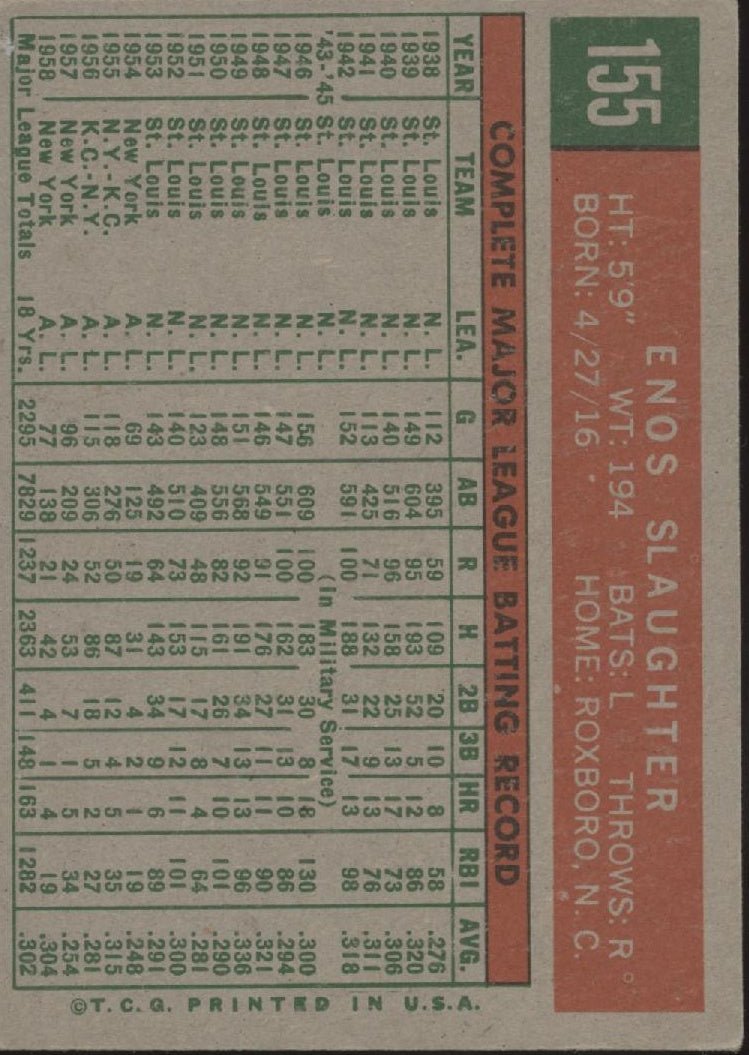 155
ENOS SLAUGHTER
HT: 5'9" WT: 194 BATS: L THROWS: R
BORN: 4/27/16 HOME: ROXBORO, N. C.
COMPLETE MAJOR LEAGUE BATTING RECORD
YEAR TEAM LEA. G AB R H 2B 3B HR RBI AVG.
1938 St. Louis N. L. 112 395 59 109 20 10 8 58 .276
1939 St. Louis N. L. 149 604 95 193 52 5 12 86 .320
1940 St. Louis N. L. 140 516 96 158 25 13 17 73 .306
1941 St. Louis N. L. 113 425 71 132 22 9 13 76 .311
1942 St. Louis N. L. 152 591 100 188 31 17 13 98 .318
'43-'45 St. Louis N. L. (In Military Service)
1946 St. Louis N. L. 156 609 100 183 30 8 18 130 .300
1947 St. Louis N. L. 147 551 100 162 31 13 10 86 .294
1948 St. Louis N. L. 146 549 91 176 27 11 11 90 .321
1949 St. Louis N. L. 151 568 92 191 34 13 13 96 .336
1950 St. Louis N. L. 148 556 82 161 26 7 10 101 .290
1951 St. Louis N. L. 123 409 48 115 17 8 4 64 .281
1952 St. Louis N. L. 140 510 73 153 17 12 11 101 .300
1953 St. Louis N. L. 143 492 64 143 34 9 6 89 .291
1954 New York A. L. 69 125 19 31 4 2 1 19 .248
1955 N.Y.-K.C. A. L. 118 276 50 87 12 4 5 35 .315
1956 K.C.-N.Y. A. L. 115 306 52 86 18 5 2 27 .281
1957 New York A. L. 96 209 24 53 7 1 5 34 .254
1958 New York A. L. 77 138 21 42 4 1 4 19 .304
Major League Totals 18 Yrs. 2295 7829 1237 2363 411 148 163 1282 .302
©T. C. G. PRINTED IN U.S.A.